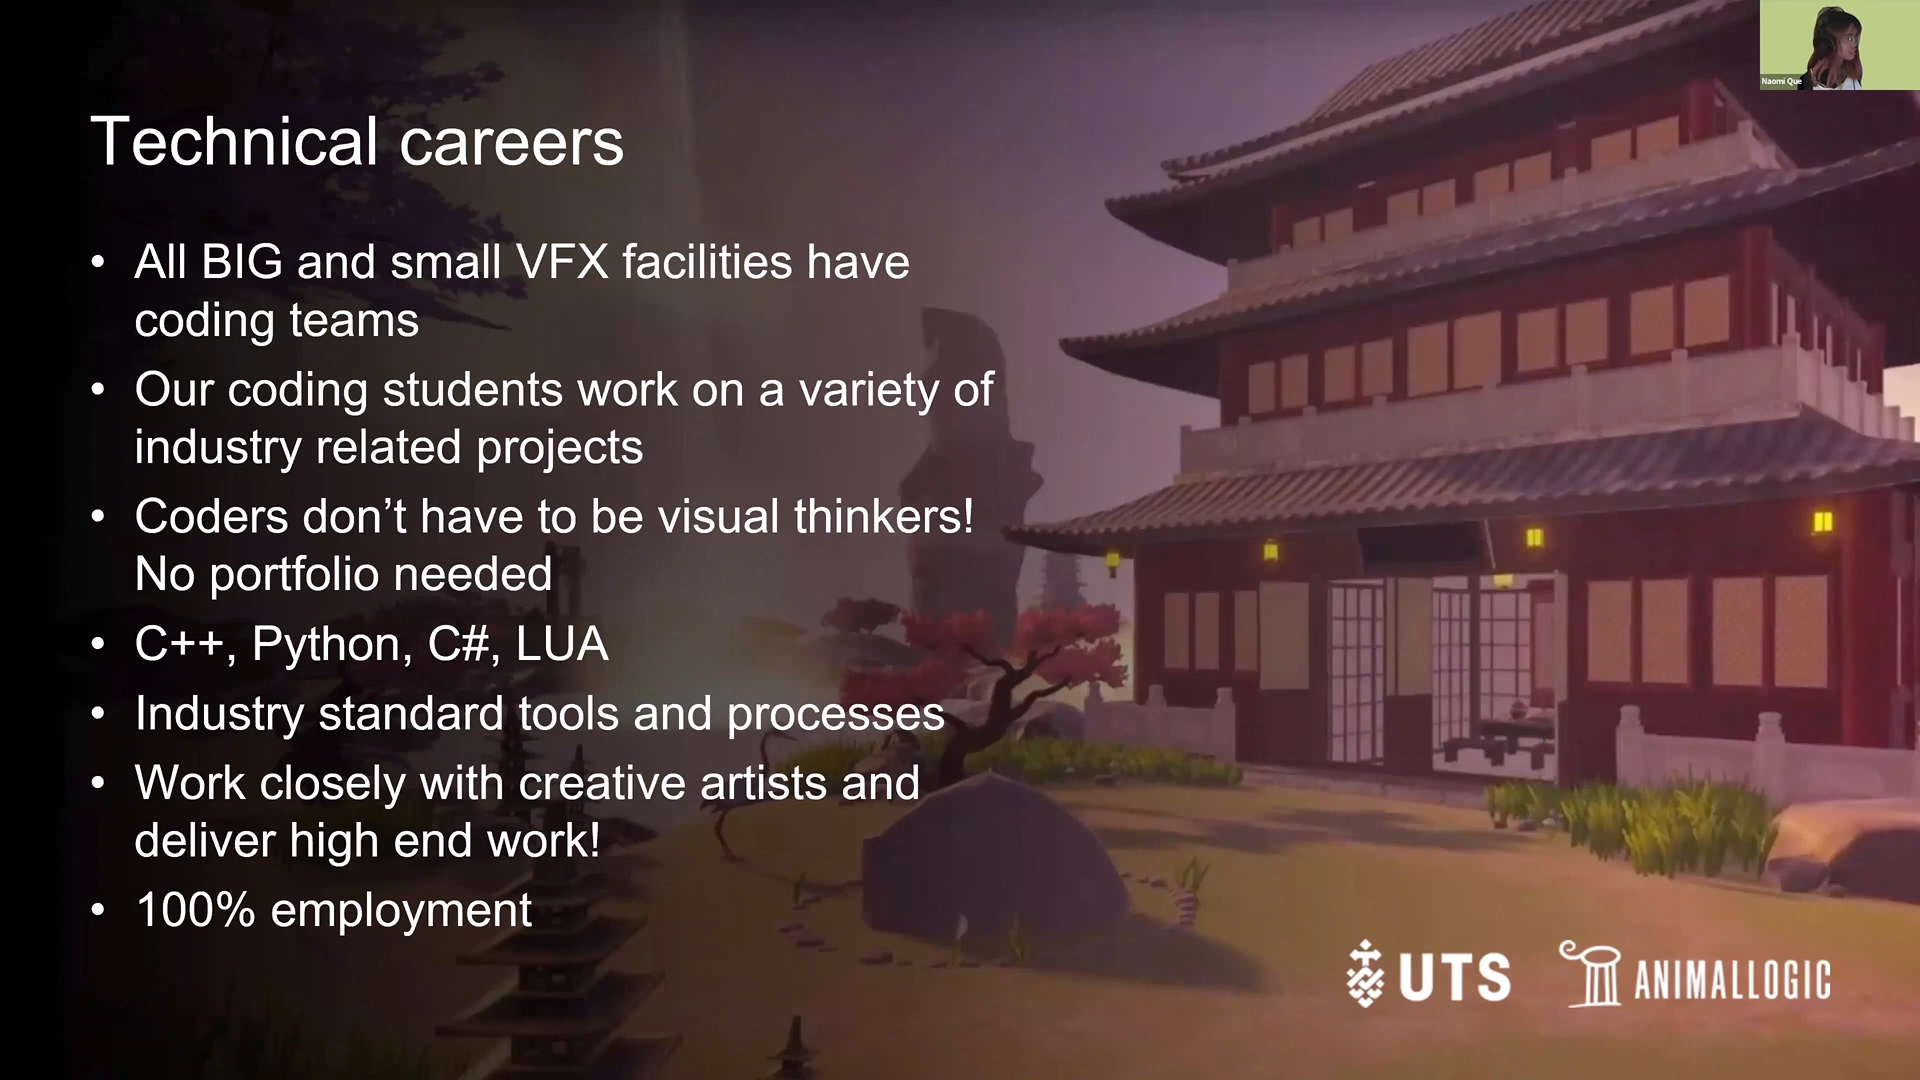 Naomi Que
Technical careers
• All BIG and small VFX facilities have
coding teams
• Our coding students work on a variety of
industry related projects
• Coders don’t have to be visual thinkers!
No portfolio needed
• C++, Python, C#, LUA
• Industry standard tools and processes
• Work closely with creative artists and
deliver high end work!
• 100% employment
UTS
ANIMALLOGIC